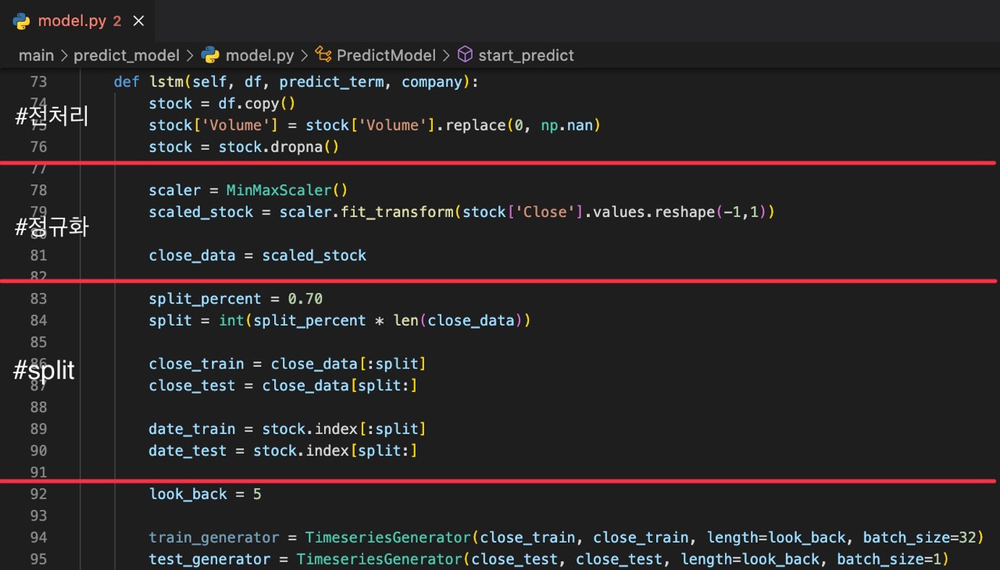 model.py 2 ×
main > predict_model > model.py > PredictModel > start_predict
73 def lstm(self, df, predict_term, company):
74 stock = df.copy()
#전처리
75 stock['Volume'] = stock['Volume'].replace(0, np.nan)
76 stock = stock.dropna()
77
78 scaler = MinMaxScaler()
79 scaled_stock = scaler.fit_transform(stock['Close'].values.reshape(-1,1))
#정규화
80
81 close_data = scaled_stock
82
83 split_percent = 0.70
84 split = int(split_percent * len(close_data))
85
86 close_train = close_data[:split]
#split
87 close_test = close_data[split:]
88
89 date_train = stock.index[:split]
90 date_test = stock.index[split:]
91
92 look_back = 5
93
94 train_generator = TimeseriesGenerator(close_train, close_train, length=look_back, batch_size=32)
95 test_generator = TimeseriesGenerator(close_test, close_test, length=look_back, batch_size=1)